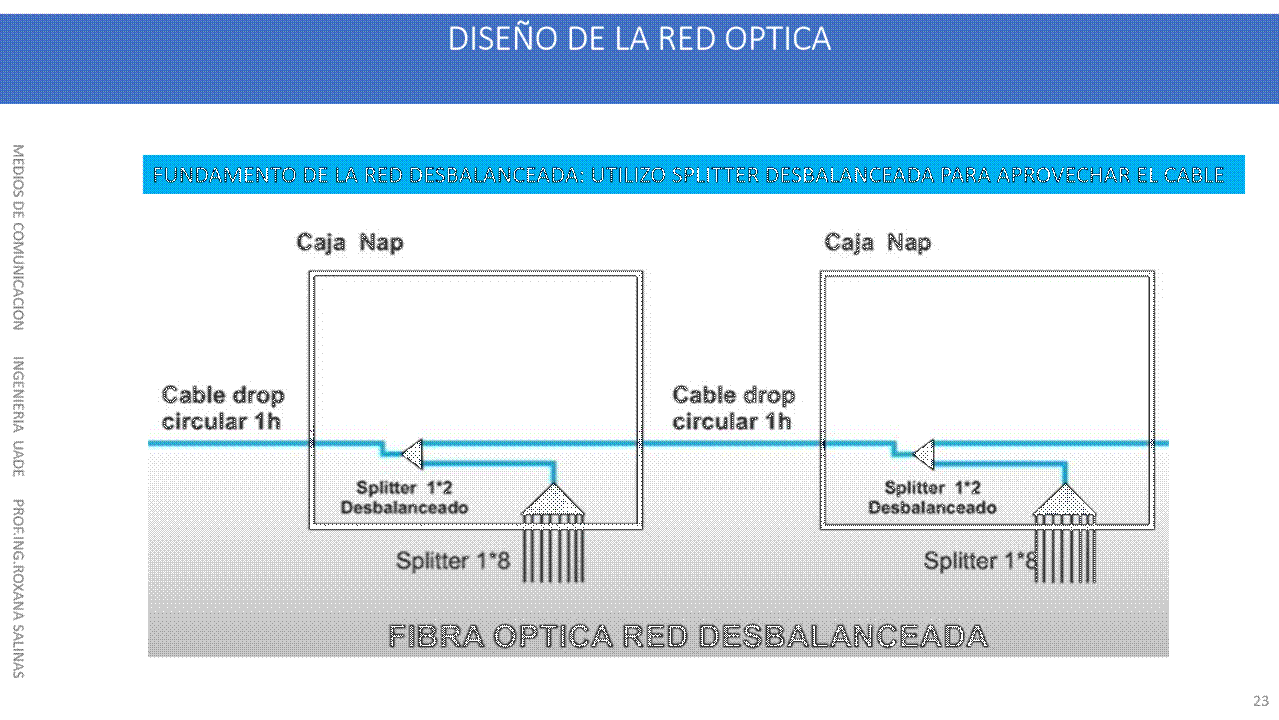 DISEÑO DE LA RED OPTICA
MEDIOS DE COMUNICACION INGENIERIA UADE PROF.ING.ROXANA SALINAS
FUNDAMENTO DE LA RED DESBALANCEADA: UTILIZO SPLITTER DESBALANCEADA PARA APROVECHAR EL CABLE
Caja Nap
Cable drop
circular 1h
Splitter 1*2
Desbalanceado
Splitter 1*8
Caja Nap
Cable drop
circular 1h
Splitter 1*2
Desbalanceado
Splitter 1*8
FIBRA OPTICA RED DESBALANCEADA
23